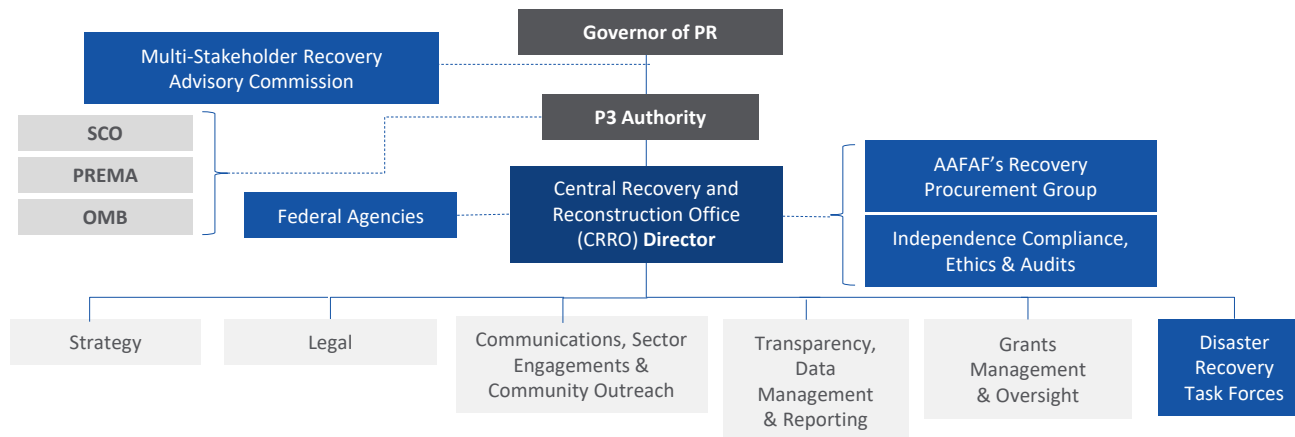 Governor of PR
Multi-Stakeholder Recovery
Advisory Commission
P3 Authority
SCO
PREMA
OMB
Federal Agencies
Central Recovery and
Reconstruction Office
(CRRO) Director
AAFAF’s Recovery
Procurement Group
Independence Compliance,
Ethics & Audits
Strategy
Legal
Communications, Sector
Engagements &
Community Outreach
Transparency,
Data
Management
& Reporting
Grants
Management
& Oversight
Disaster
Recovery
Task Forces